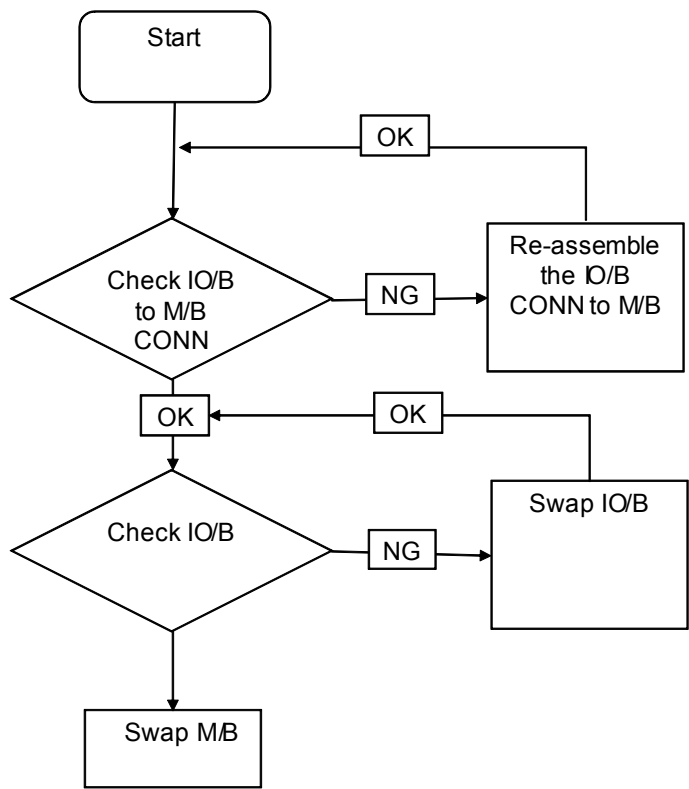 Start
OK
Check IO/B
to M/B
CONN
NG
Re-assemble
the IO/B
CONN to M/B
OK
OK
Check IO/B
NG
Swap IO/B
Swap M/B